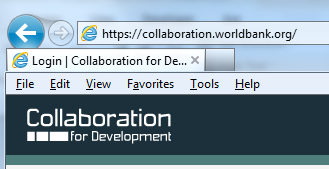 https://collaboration.worldbank.org/
Login | Collaboration for De...
File Edit View Favorites Tools Help
Collaboration
for Development